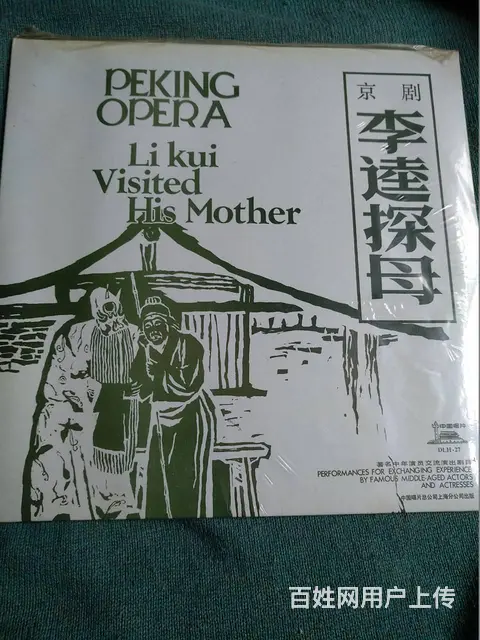 PEKING
OPERA
Li kui
Visited
His Mother
京剧
李逵探母
中国唱片
DLH-27
著名中年演员交流演出剧目
PERFORMANCES FOR EXCHANGING EXPERIENCE
BY FAMOUS MIDDLE-AGED ACTORS
AND ACTRESSES
中国唱片总公司上海分公司出版
百姓网用户上传